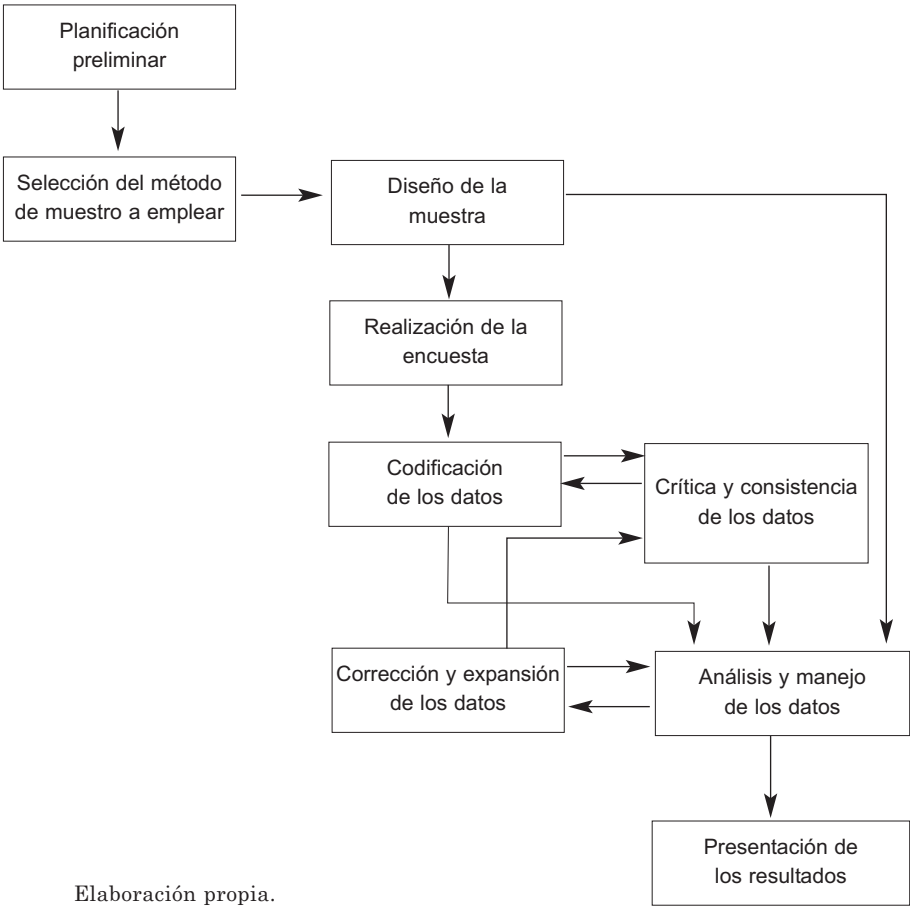 Planificación
preliminar
Selección del método
de muestro a emplear
Diseño de la
muestra
Realización de la
encuesta
Codificación
de los datos
Crítica y consistencia
de los datos
Corrección y expansión
de los datos
Análisis y manejo
de los datos
Presentación de
los resultados
Elaboración propia.